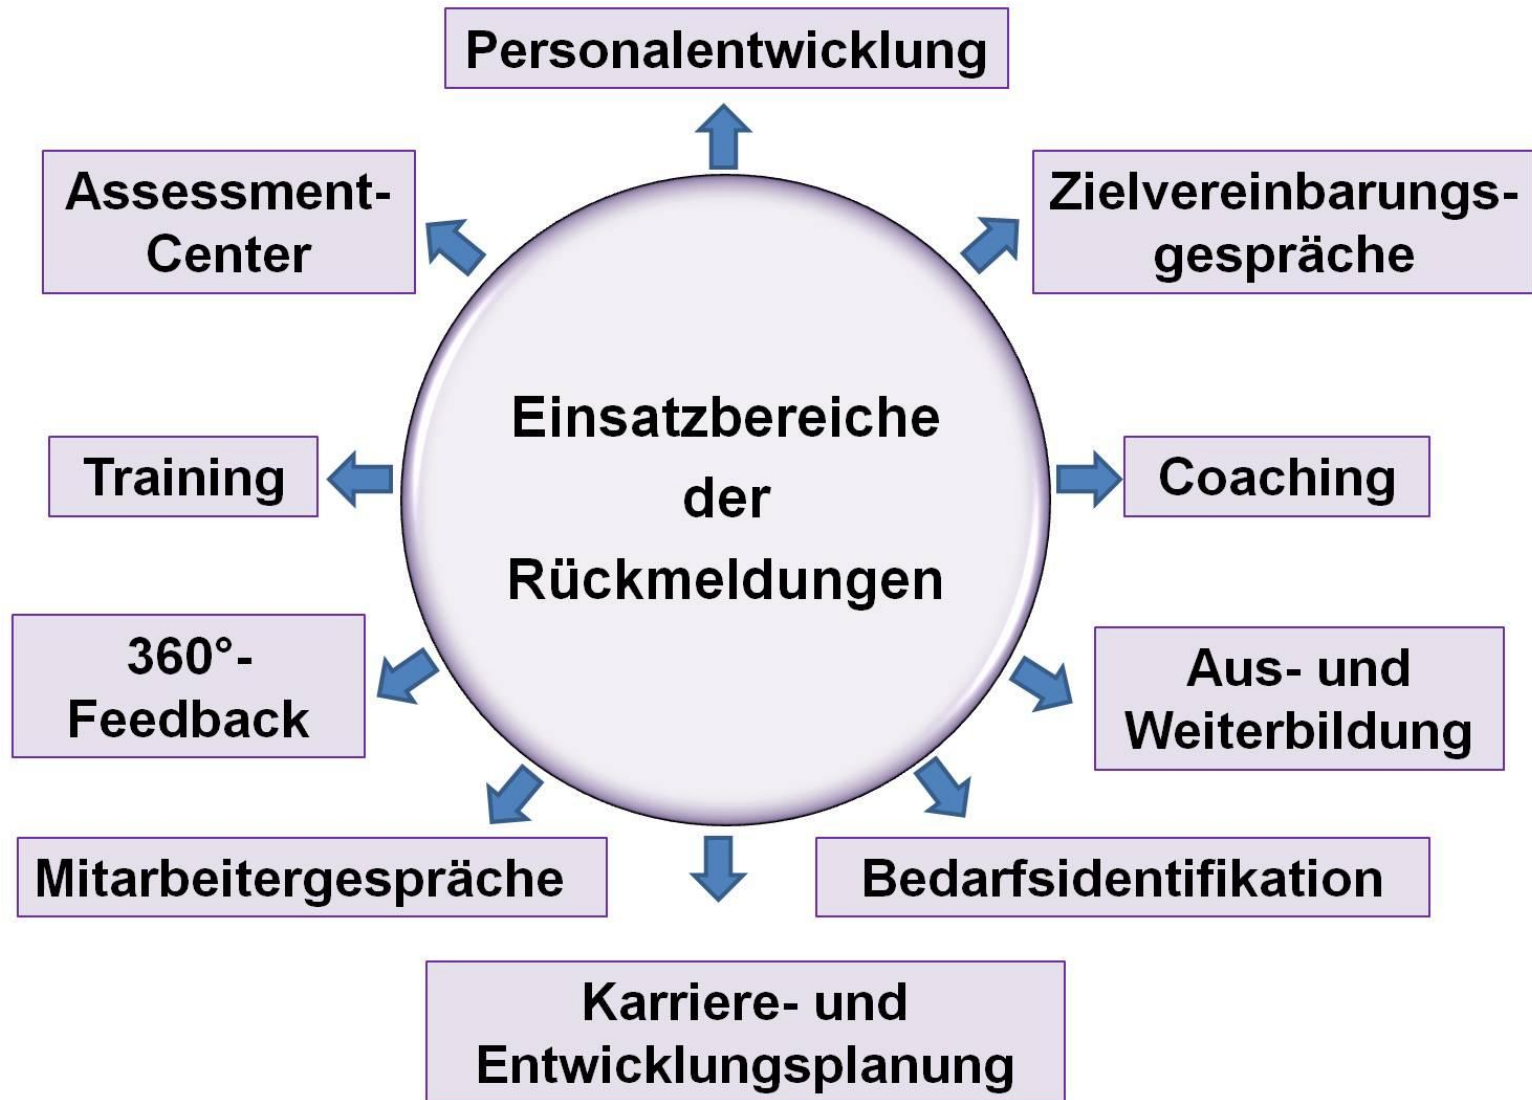 Personalentwicklung
Assessment-
Center
Zielvereinbarungs-
gespräche
Einsatzbereiche
der
Rückmeldungen
Training
Coaching
360°-
Feedback
Aus- und
Weiterbildung
Mitarbeitergespräche
Bedarfsidentifikation
Karriere- und
Entwicklungsplanung